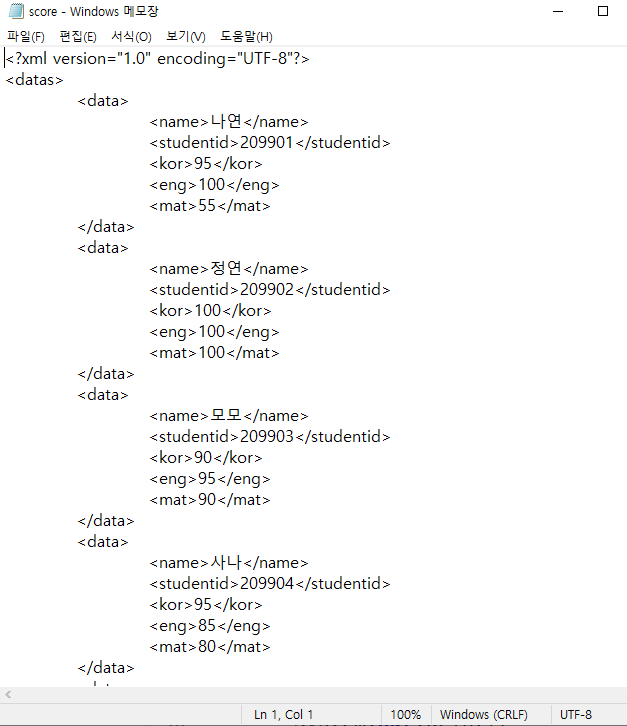 score - Windows 메모장
파일(F) 편집(E) 서식(O) 보기(V) 도움말(H)
<?xml version="1.0" encoding="UTF-8"?>
<datas>
<data>
<name>나연</name>
<studentid>209901</studentid>
<kor>95</kor>
<eng>100</eng>
<mat>55</mat>
</data>
<data>
<name>정연</name>
<studentid>209902</studentid>
<kor>100</kor>
<eng>100</eng>
<mat>100</mat>
</data>
<data>
<name>모모</name>
<studentid>209903</studentid>
<kor>90</kor>
<eng>95</eng>
<mat>90</mat>
</data>
<data>
<name>사나</name>
<studentid>209904</studentid>
<kor>95</kor>
<eng>85</eng>
<mat>80</mat>
</data>
Ln 1, Col 1 100% Windows (CRLF) UTF-8